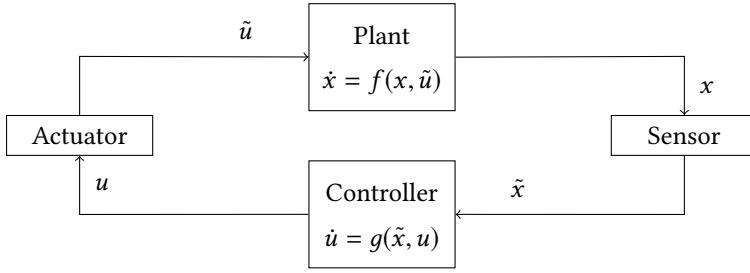 ũ
Plant
ẋ = f(x, ũ)
x
Actuator
Sensor
u
Controller
x̃
u̇ = g(x̃, u)